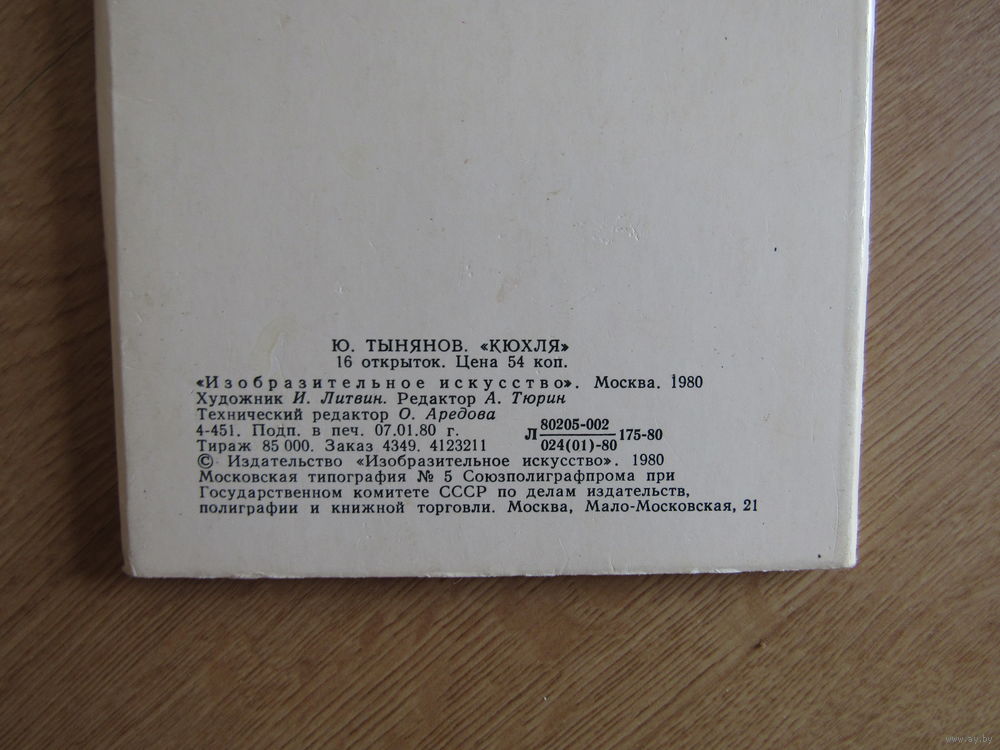 Ю. ТЫНЯНОВ. «КЮХЛЯ»
16 открыток. Цена 54 коп.
«Изобразительное искусство». Москва. 1980
Художник И. Литвин. Редактор А. Тюрин
Технический редактор О. Аредова
4-451. Подп. в печ. 07.01.80 г.
Тираж 85 000. Заказ 4349. 4123211
Л 80205-002 / 024(01)-80 175-80
© Издательство «Изобразительное искусство». 1980
Московская типография № 5 Союзполиграфпрома при
Государственном комитете СССР по делам издательств,
полиграфии и книжной торговли. Москва, Мало-Московская, 21
www.ay.by